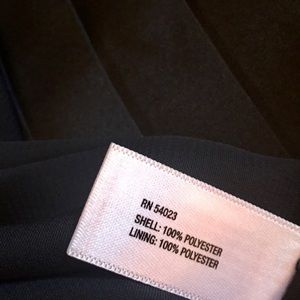 RN 54023
SHELL: 100% POLYESTER
LINING: 100% POLYESTER